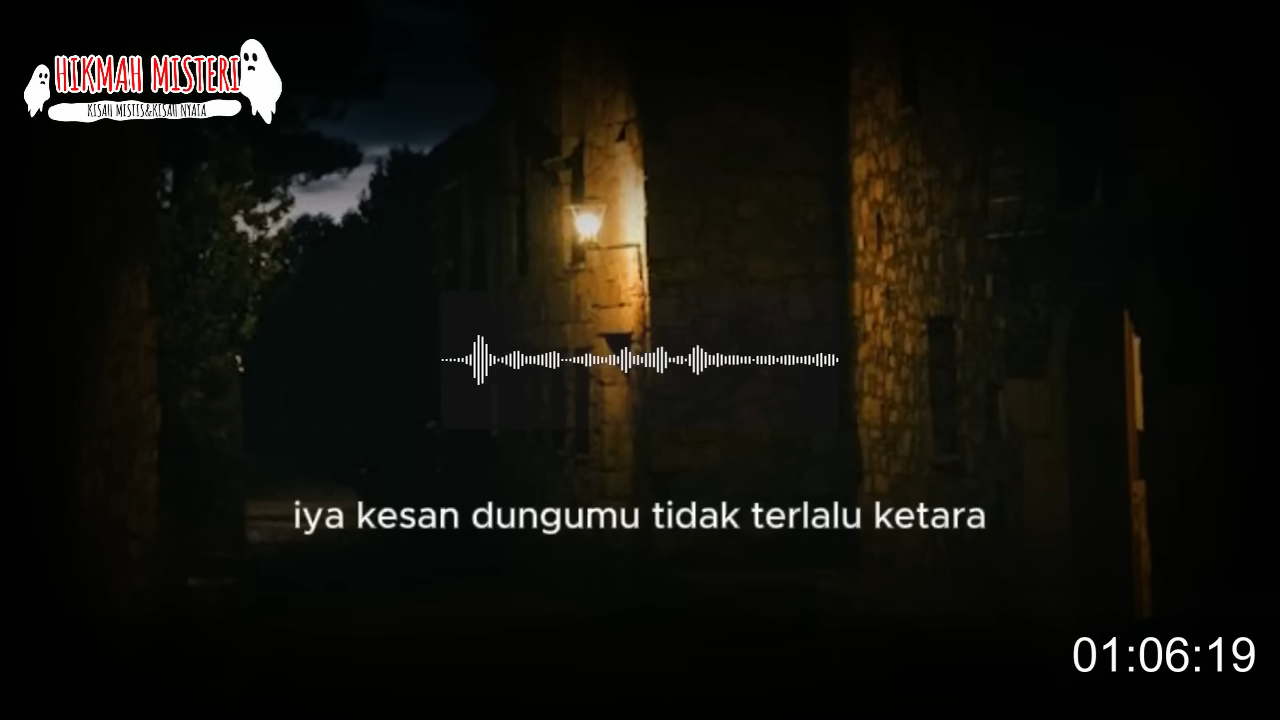 HIKMAH MISTERI
KISAH MISTIS&KISAH NYATA
iya kesan dungumu tidak terlalu ketara
01:06:19